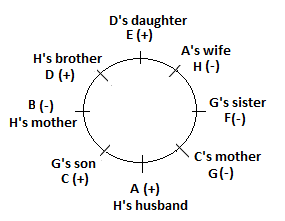 D's daughter
E (+)
A's wife
H (-)
H's brother
D (+)
G's sister
F(-)
B (-)
H's mother
C's mother
G(-)
G's son
C (+)
A (+)
H's husband